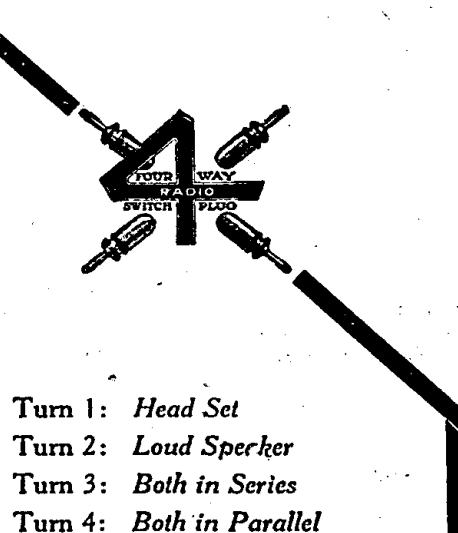 4
FOUR WAY
RADIO
SWITCH PLUG
Turn 1: Head Set
Turn 2: Loud Specker
Turn 3: Both in Series
Turn 4: Both in Parallel